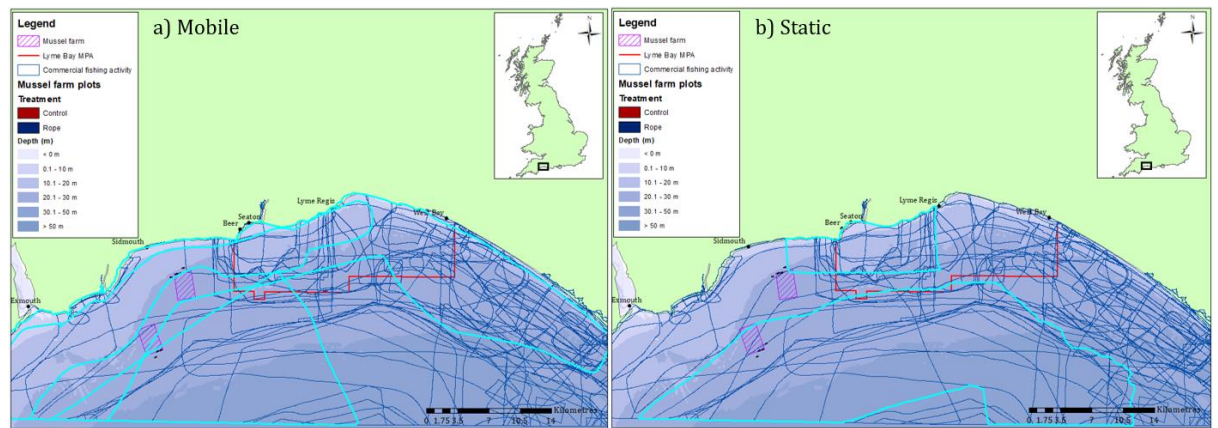 a) Mobile
Legend
Mussel farm
Lyme Bay MPA
Commercial fishing activity
Mussel farm plots
Treatment
Control
Rope
Depth (m)
< 0 m
0.1 - 10 m
10.1 - 20 m
20.1 - 30 m
30.1 - 50 m
> 50 m
N
Lyme Regis
Seaton
Beer
West Bay
Sidmouth
Exmouth
Kilometres
0 1.75 3.5 7 10.5 14
b) Static
Legend
Mussel farm
Lyme Bay MPA
Commercial fishing activity
Mussel farm plots
Treatment
Control
Rope
Depth (m)
< 0 m
0.1 - 10 m
10.1 - 20 m
20.1 - 30 m
30.1 - 50 m
> 50 m
N
Lyme Regis
Seaton
Beer
West Bay
Sidmouth
Exmouth
Kilometres
0 1.75 3.5 7 10.5 14